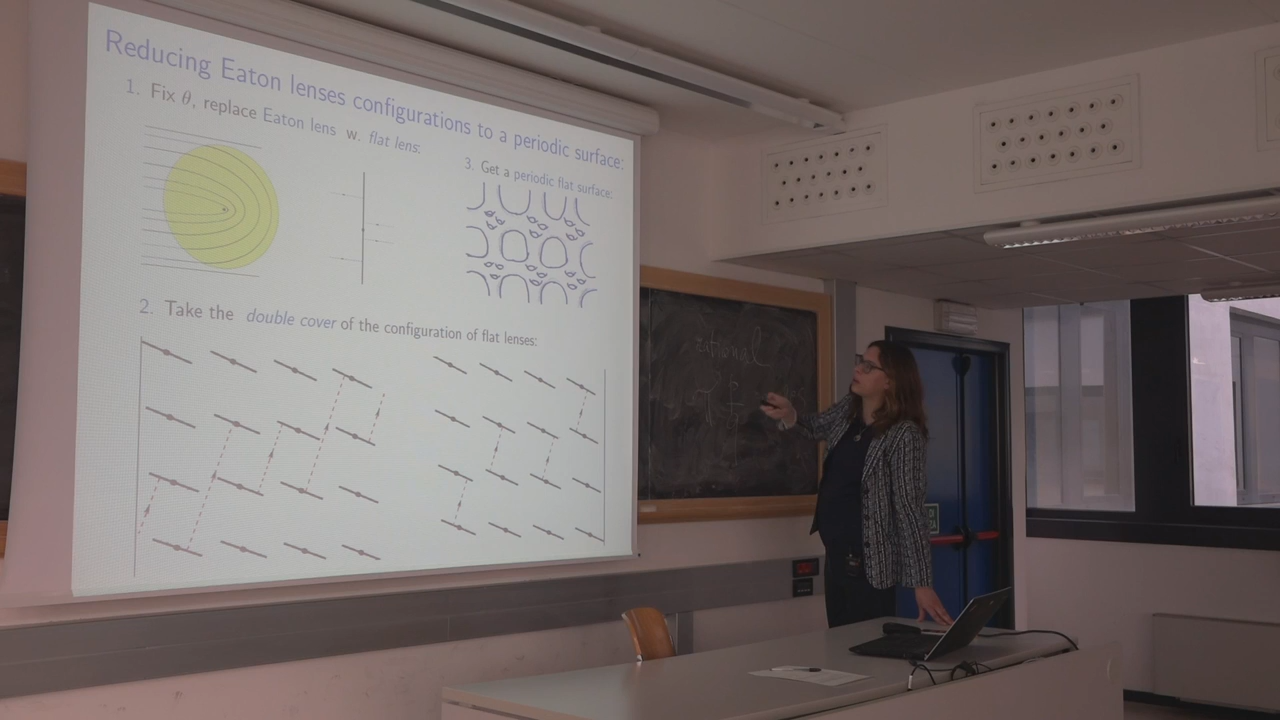 Reducing Eaton lenses configurations to a periodic surface:
1. Fix θ, replace Eaton lens w. flat lens:
3. Get a periodic flat surface:
2. Take the double cover of the configuration of flat lenses:
rational